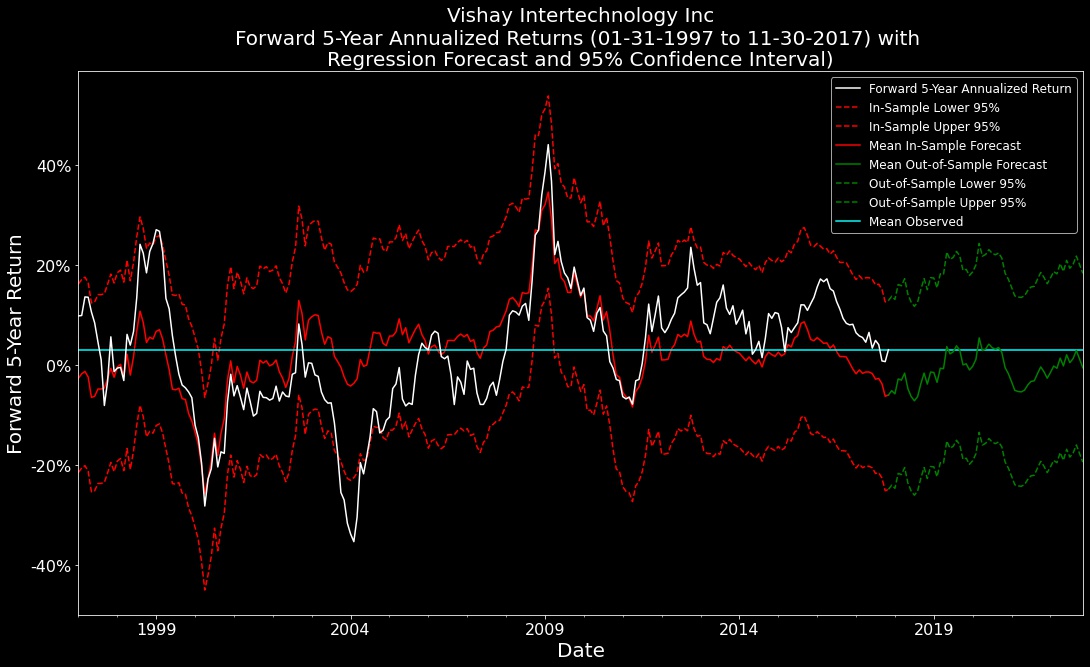 Vishay Intertechnology Inc
Forward 5-Year Annualized Returns (01-31-1997 to 11-30-2017) with
Regression Forecast and 95% Confidence Interval)
Forward 5-Year Annualized Return
In-Sample Lower 95%
In-Sample Upper 95%
Mean In-Sample Forecast
Mean Out-of-Sample Forecast
Out-of-Sample Lower 95%
Out-of-Sample Upper 95%
Mean Observed
Forward 5-Year Return
40%
20%
0%
-20%
-40%
1999 2004 2009 2014 2019
Date